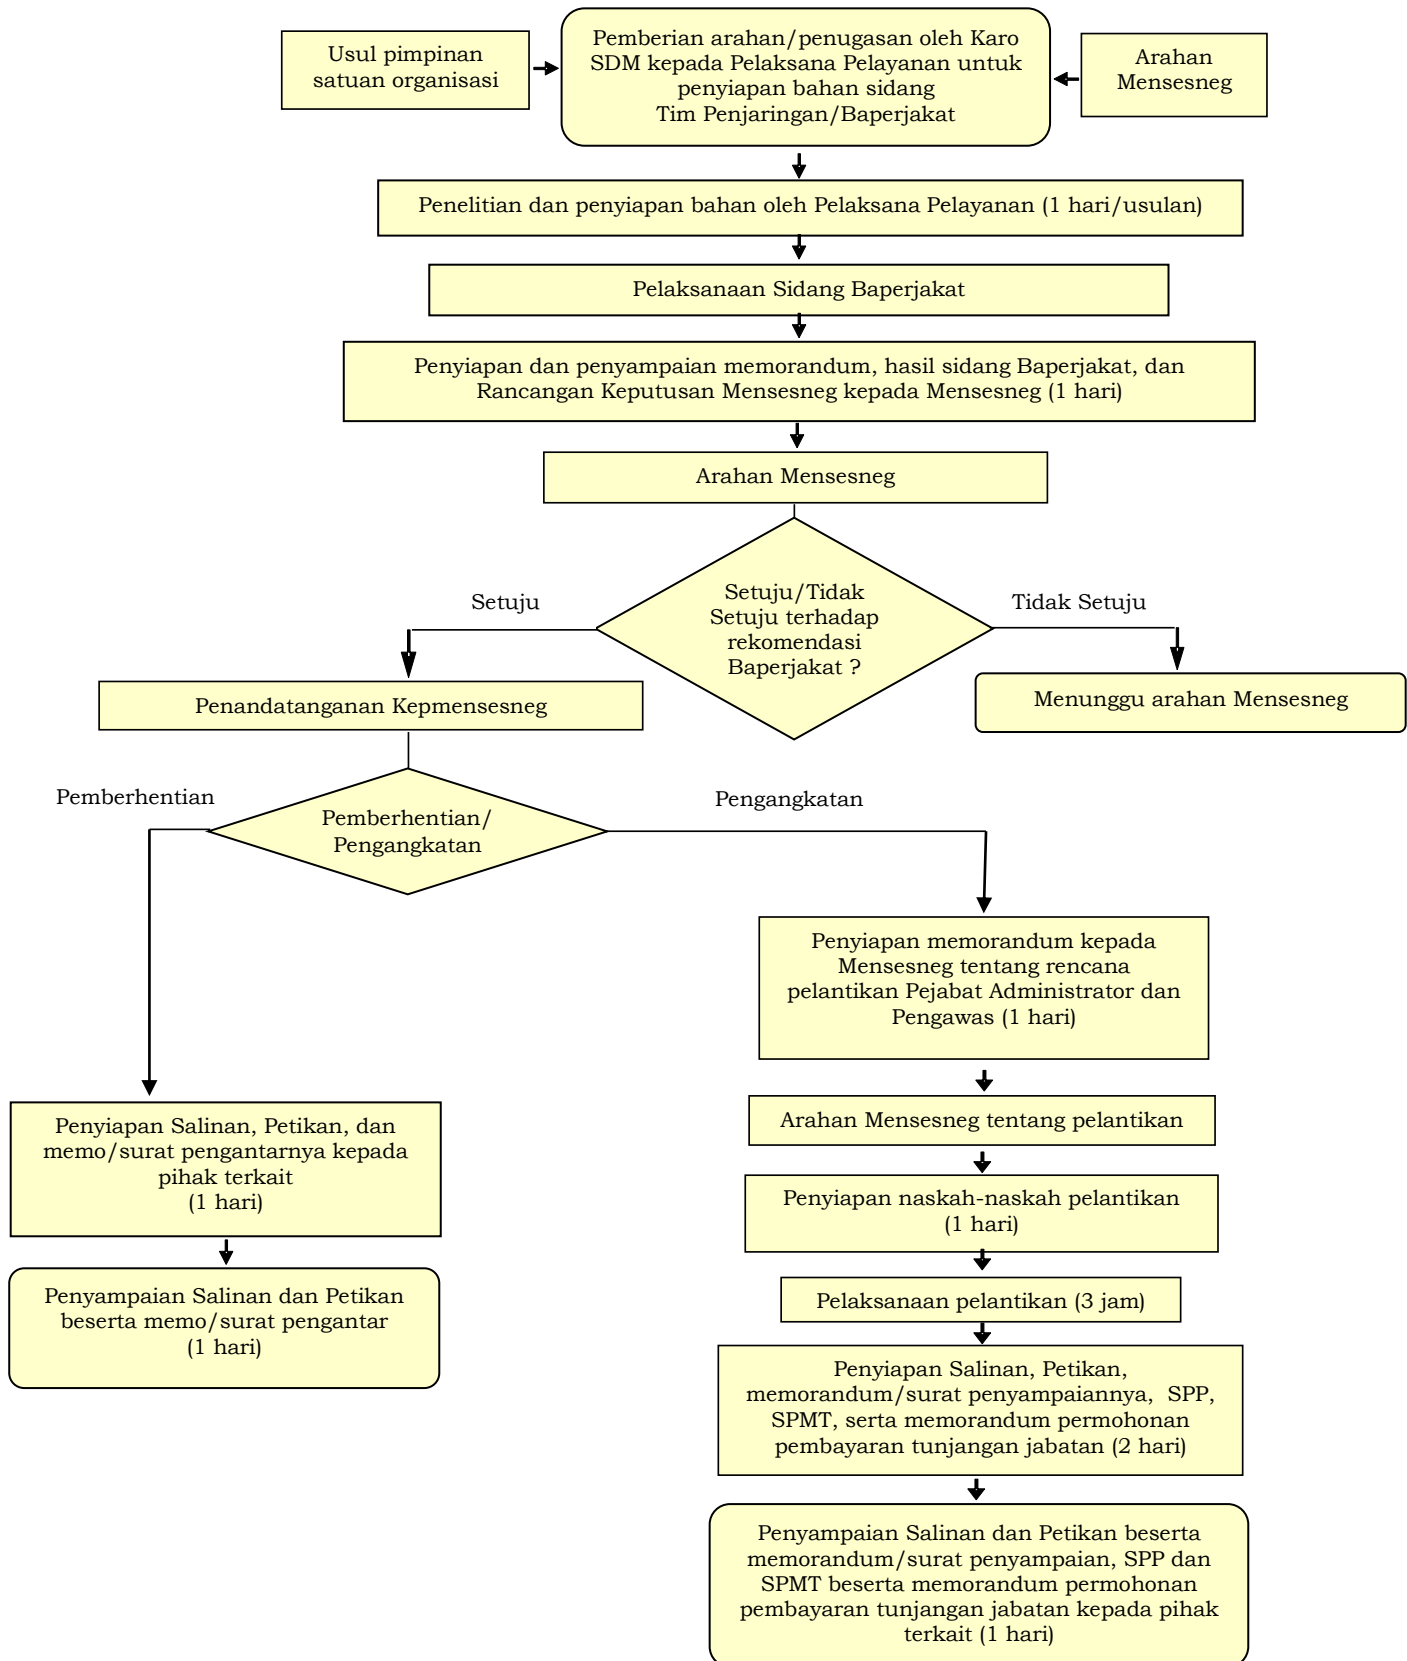 Usul pimpinan
satuan organisasi
Pemberian arahan/penugasan oleh Karo
SDM kepada Pelaksana Pelayanan untuk
penyiapan bahan sidang
Tim Penjaringan/Baperjakat
Arahan
Mensesneg
Penelitian dan penyiapan bahan oleh Pelaksana Pelayanan (1 hari/usulan)
Pelaksanaan Sidang Baperjakat
Penyiapan dan penyampaian memorandum, hasil sidang Baperjakat, dan
Rancangan Keputusan Mensesneg kepada Mensesneg (1 hari)
Arahan Mensesneg
Setuju/Tidak
Setuju terhadap
rekomendasi
Baperjakat ?
Setuju
Tidak Setuju
Penandatanganan Kepmensesneg
Menunggu arahan Mensesneg
Pemberhentian/
Pengangkatan
Pemberhentian
Pengangkatan
Penyiapan Salinan, Petikan, dan
memo/surat pengantarnya kepada
pihak terkait
(1 hari)
Penyampaian Salinan dan Petikan
beserta memo/surat pengantar
(1 hari)
Penyiapan memorandum kepada
Mensesneg tentang rencana
pelantikan Pejabat Administrator dan
Pengawas (1 hari)
Arahan Mensesneg tentang pelantikan
Penyiapan naskah-naskah pelantikan
(1 hari)
Pelaksanaan pelantikan (3 jam)
Penyiapan Salinan, Petikan,
memorandum/surat penyampaiannya, SPP,
SPMT, serta memorandum permohonan
pembayaran tunjangan jabatan (2 hari)
Penyampaian Salinan dan Petikan beserta
memorandum/surat penyampaian, SPP dan
SPMT beserta memorandum permohonan
pembayaran tunjangan jabatan kepada pihak
terkait (1 hari)